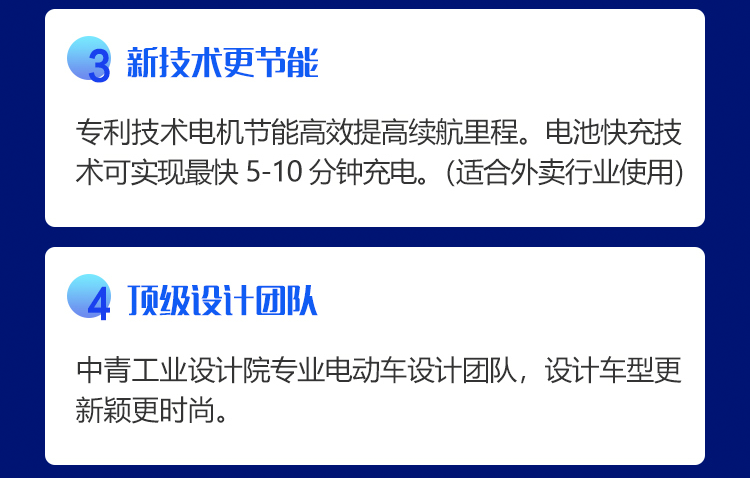 3 新技术更节能
专利技术电机节能高效提高续航里程。电池快充技
术可实现最快 5-10 分钟充电。(适合外卖行业使用)
4 顶级设计团队
中青工业设计院专业电动车设计团队，设计车型更
新颖更时尚。